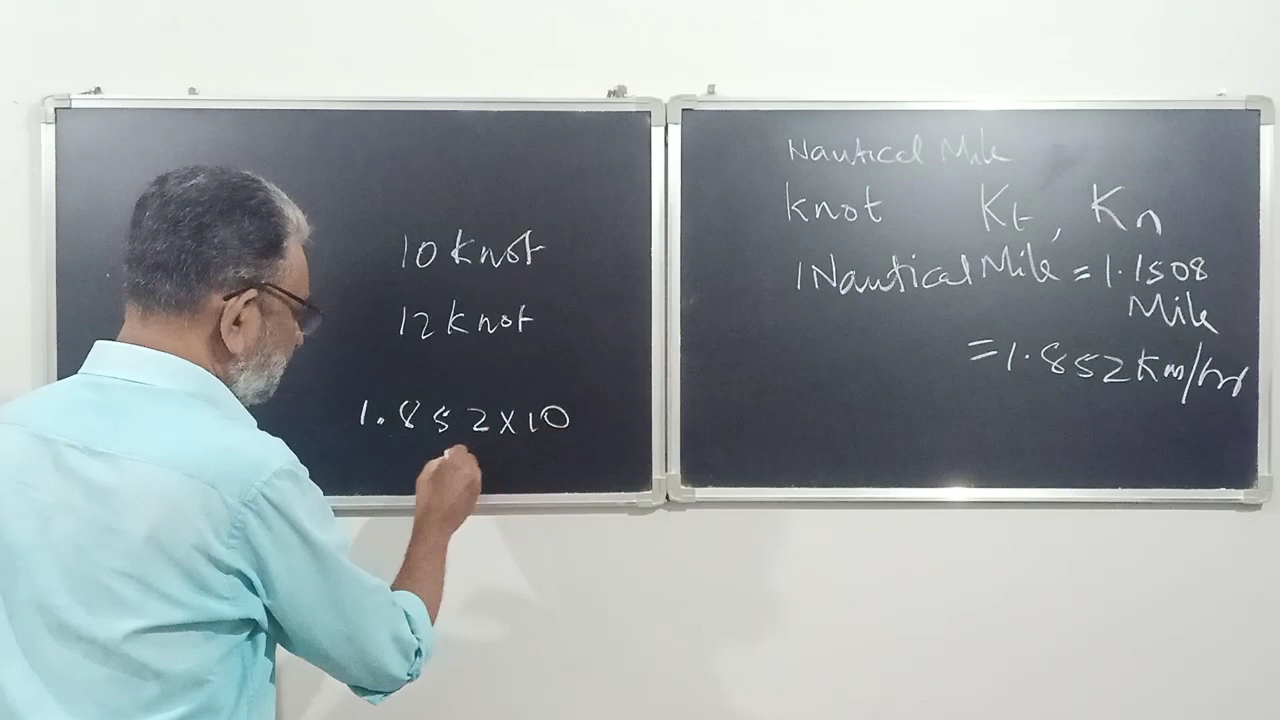 10 knot
12 knot
1.852×10
Nautical Mile
knot Kt, Kn
1 Nautical Mile = 1.1508
Mile
= 1.852 Km/hr